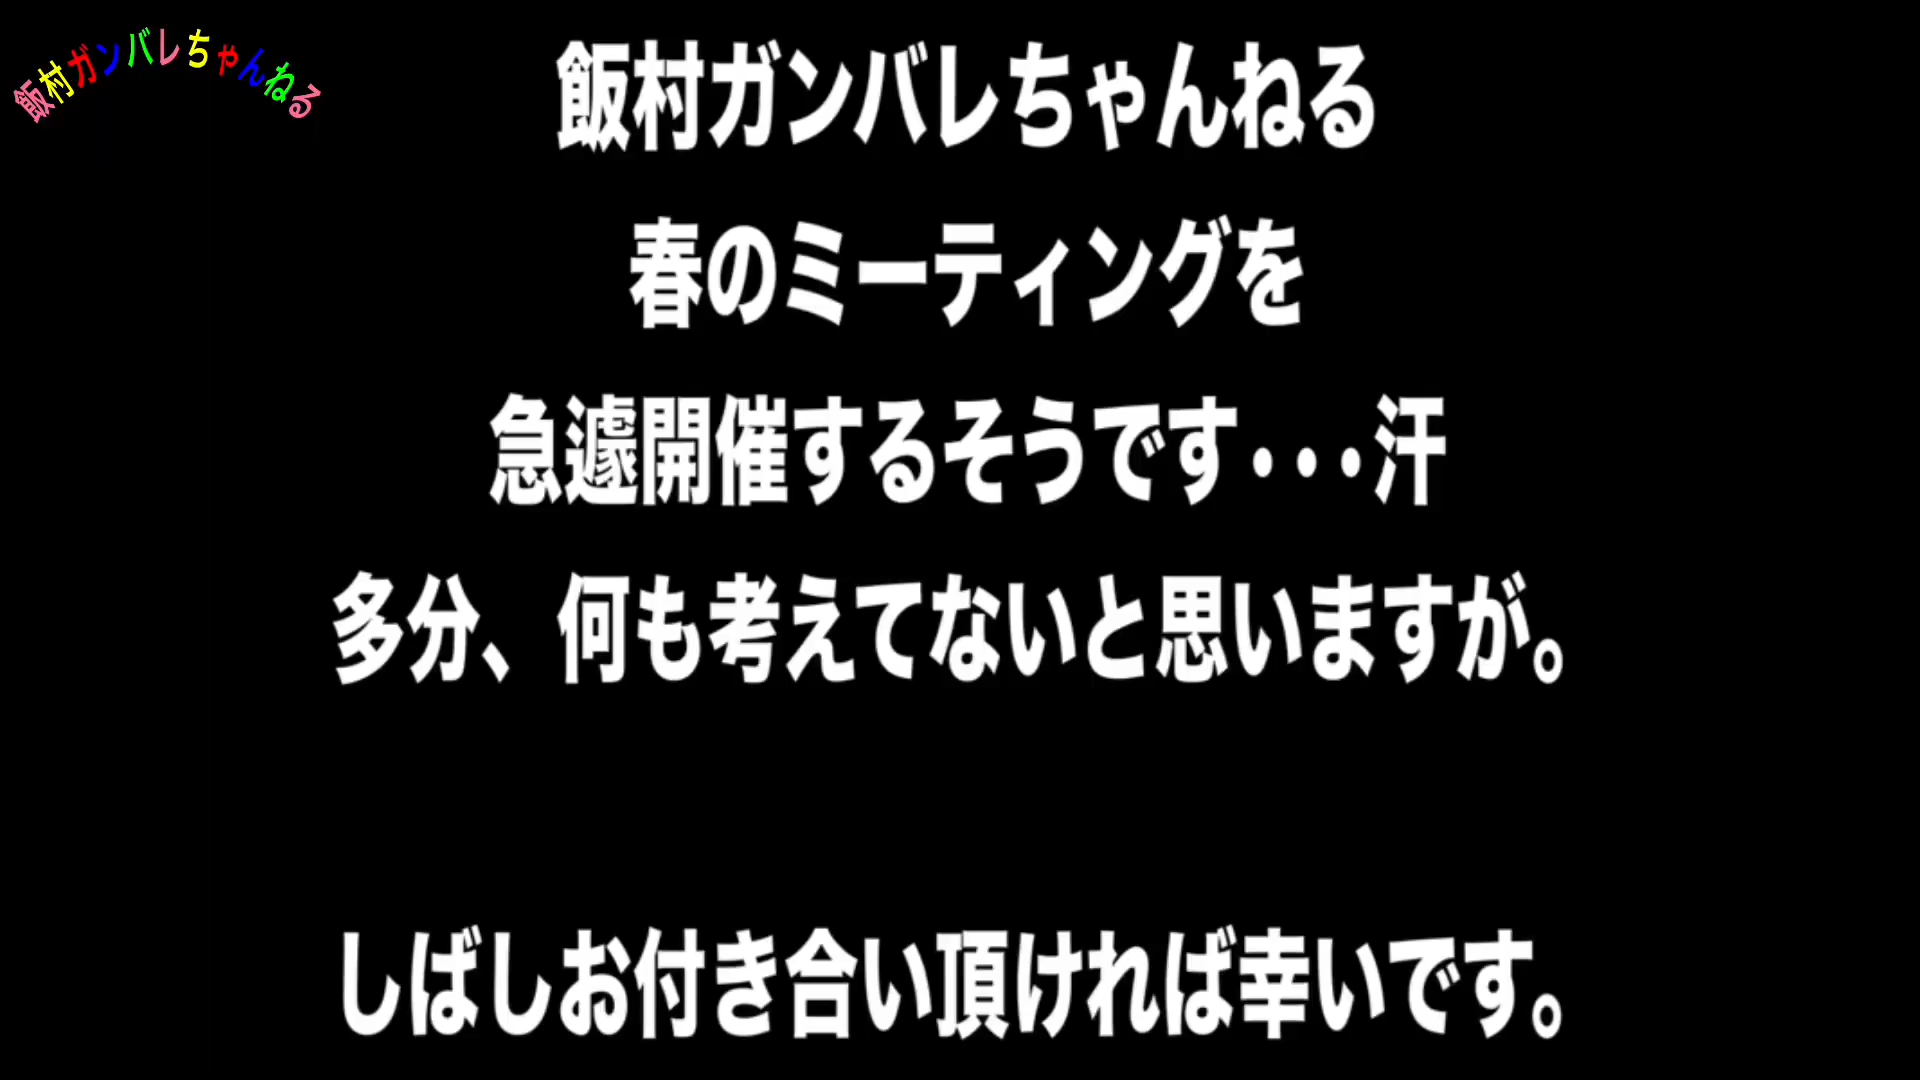 飯村ガンバレちゃんねる
飯村ガンバレちゃんねる
春のミーティングを
急遽開催するそうです･･･汗
多分、何も考えてないと思いますが。
しばしお付き合い頂ければ幸いです。